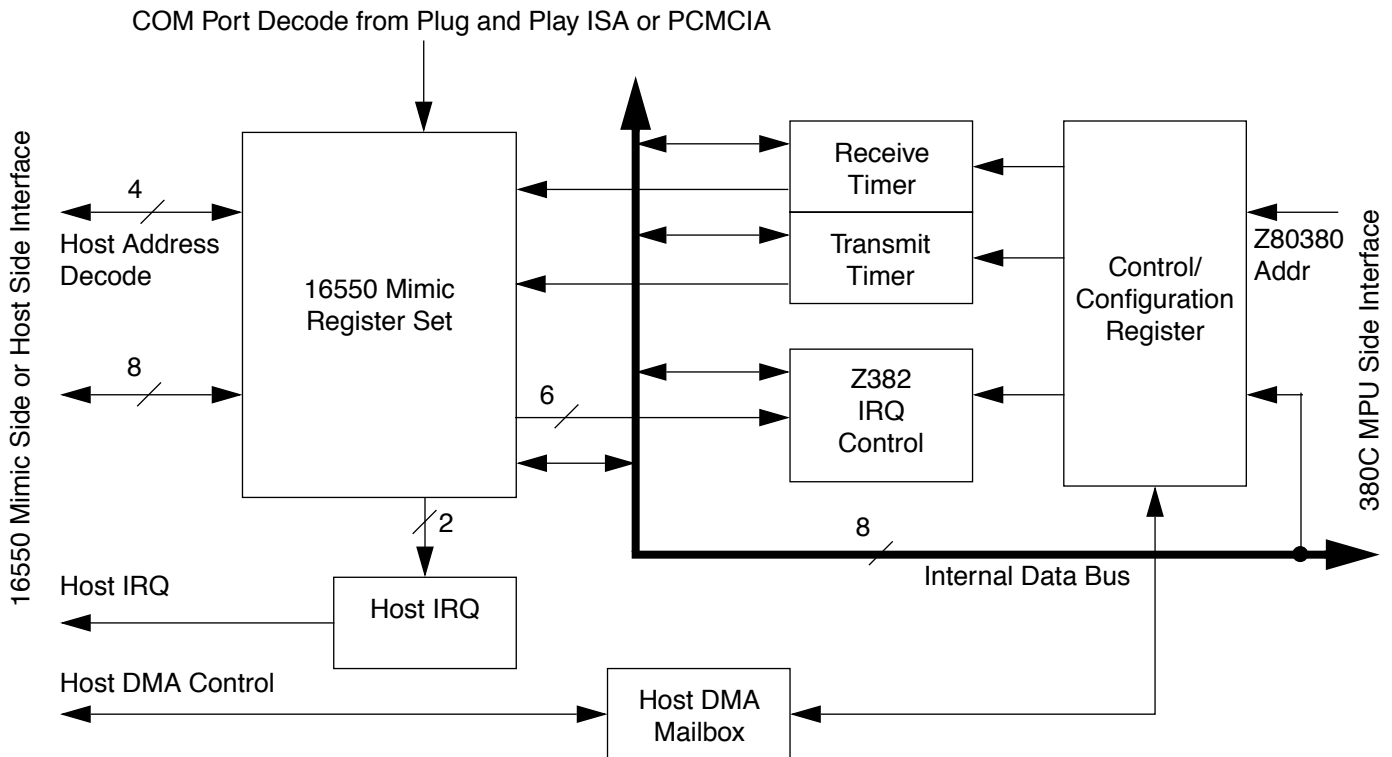 COM Port Decode from Plug and Play ISA or PCMCIA
16550 Mimic Side or Host Side Interface
4
Host Address
Decode
8
16550 Mimic
Register Set
6
2
Receive
Timer
Transmit
Timer
Z382
IRQ
Control
Control/
Configuration
Register
Z80380
Addr
380C MPU Side Interface
8
Internal Data Bus
Host IRQ
Host IRQ
Host DMA Control
Host DMA
Mailbox